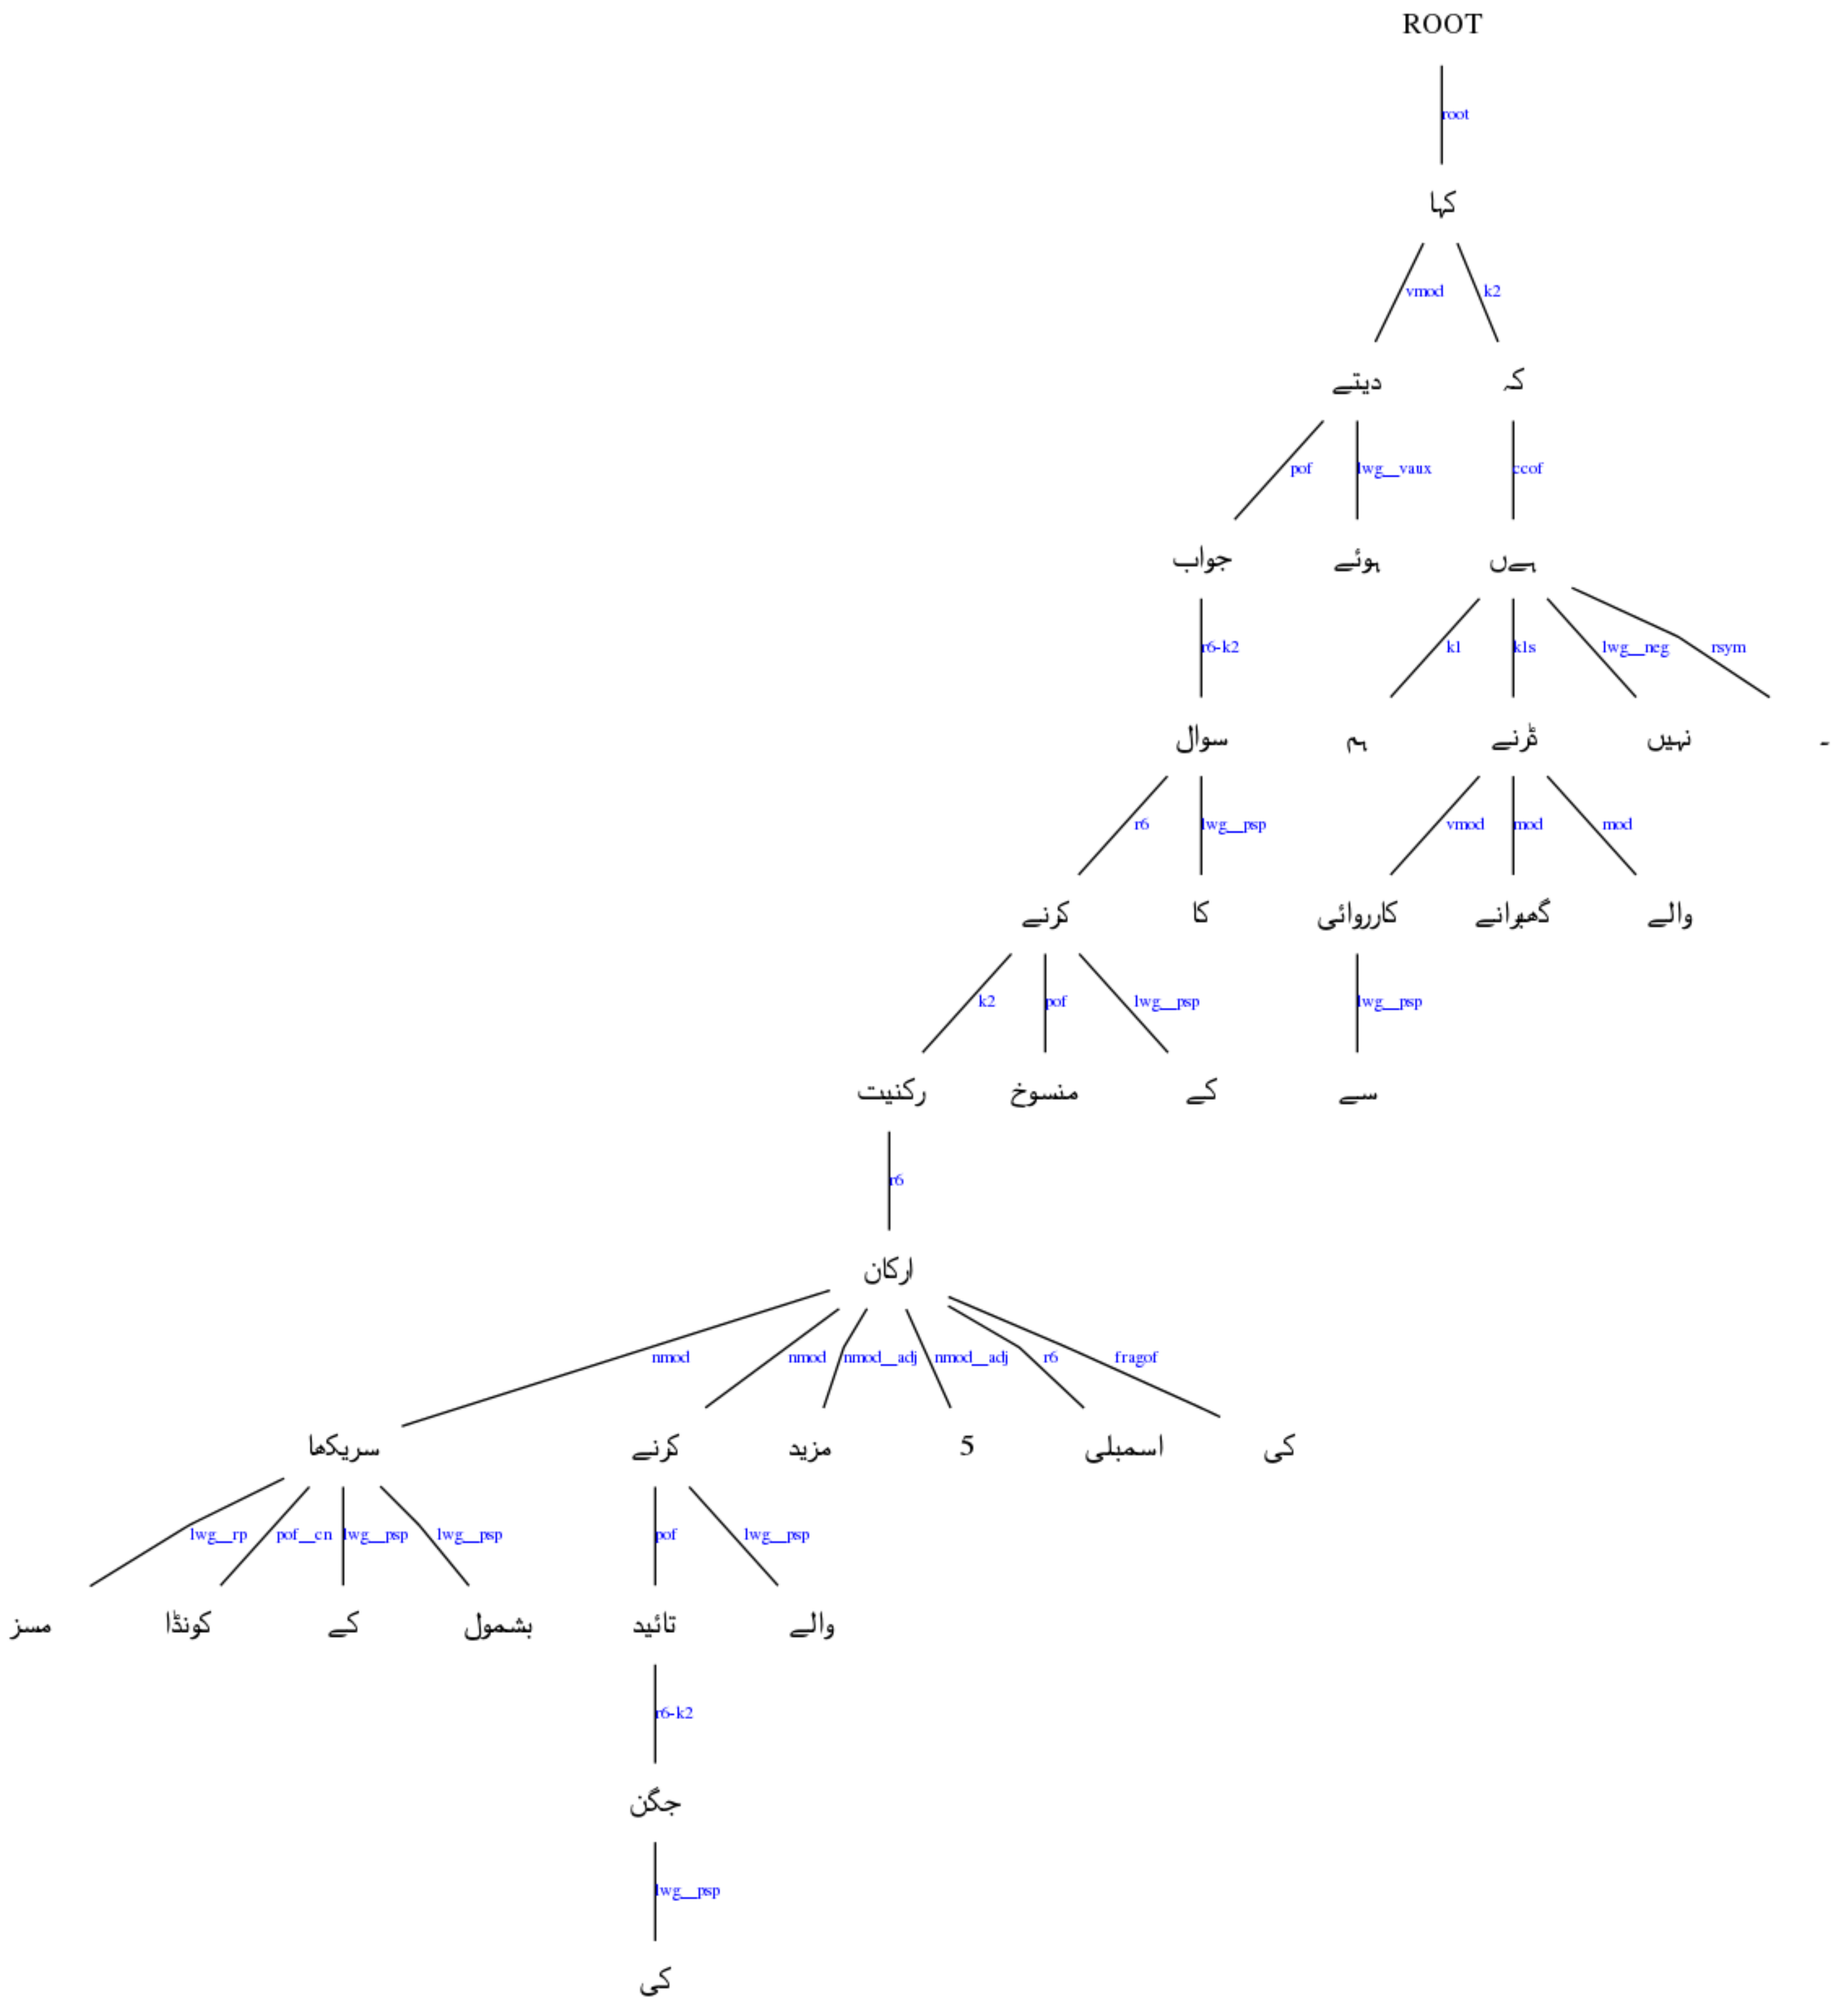 ROOT
root
کہا
vmod k2
دیتے کہ
pof lwg__vaux ccof
جواب ہوئے ہےں
r6-k2 k1 k1s lwg__neg rsym
سوال ہم ڈرنے نہیں ۔
r6 lwg__psp vmod mod mod
کرنے کا کارروائی گھبرانے والے
k2 pof lwg__psp lwg__psp
رکنیت منسوخ کے سے
r6
ارکان
nmod nmod nmod__adj nmod__adj r6 fragof
سریکھا کرنے مزید 5 اسمبلی کی
lwg__rp pof__cn lwg__psp lwg__psp pof lwg__psp
مسز کونڈا کے بشمول تائید والے
r6-k2
جگن
lwg__psp
کی